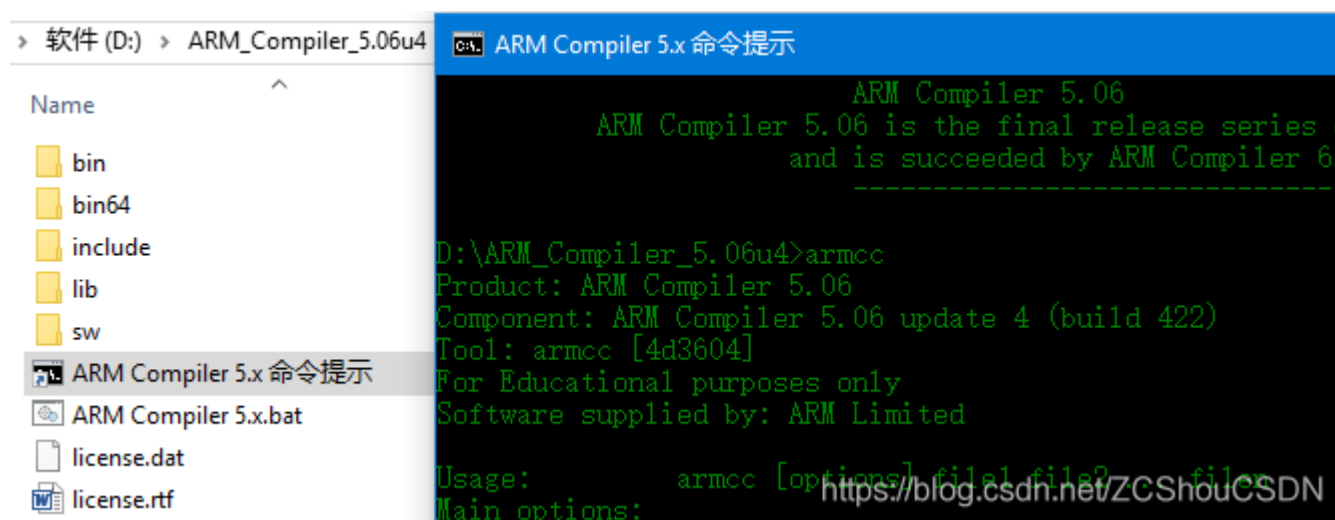 › 软件 (D:) › ARM_Compiler_5.06u4
Name
bin
bin64
include
lib
sw
ARM Compiler 5.x 命令提示
ARM Compiler 5.x.bat
license.dat
license.rtf
ARM Compiler 5.x 命令提示
ARM Compiler 5.06
ARM Compiler 5.06 is the final release series
and is succeeded by ARM Compiler 6
------------------------------
D:\ARM_Compiler_5.06u4>armcc
Product: ARM Compiler 5.06
Component: ARM Compiler 5.06 update 4 (build 422)
Tool: armcc [4d3604]
For Educational purposes only
Software supplied by: ARM Limited
Usage: armcc [options] file1 file2 ... filen
Main options:
https://blog.csdn.net/ZCShouCSDN